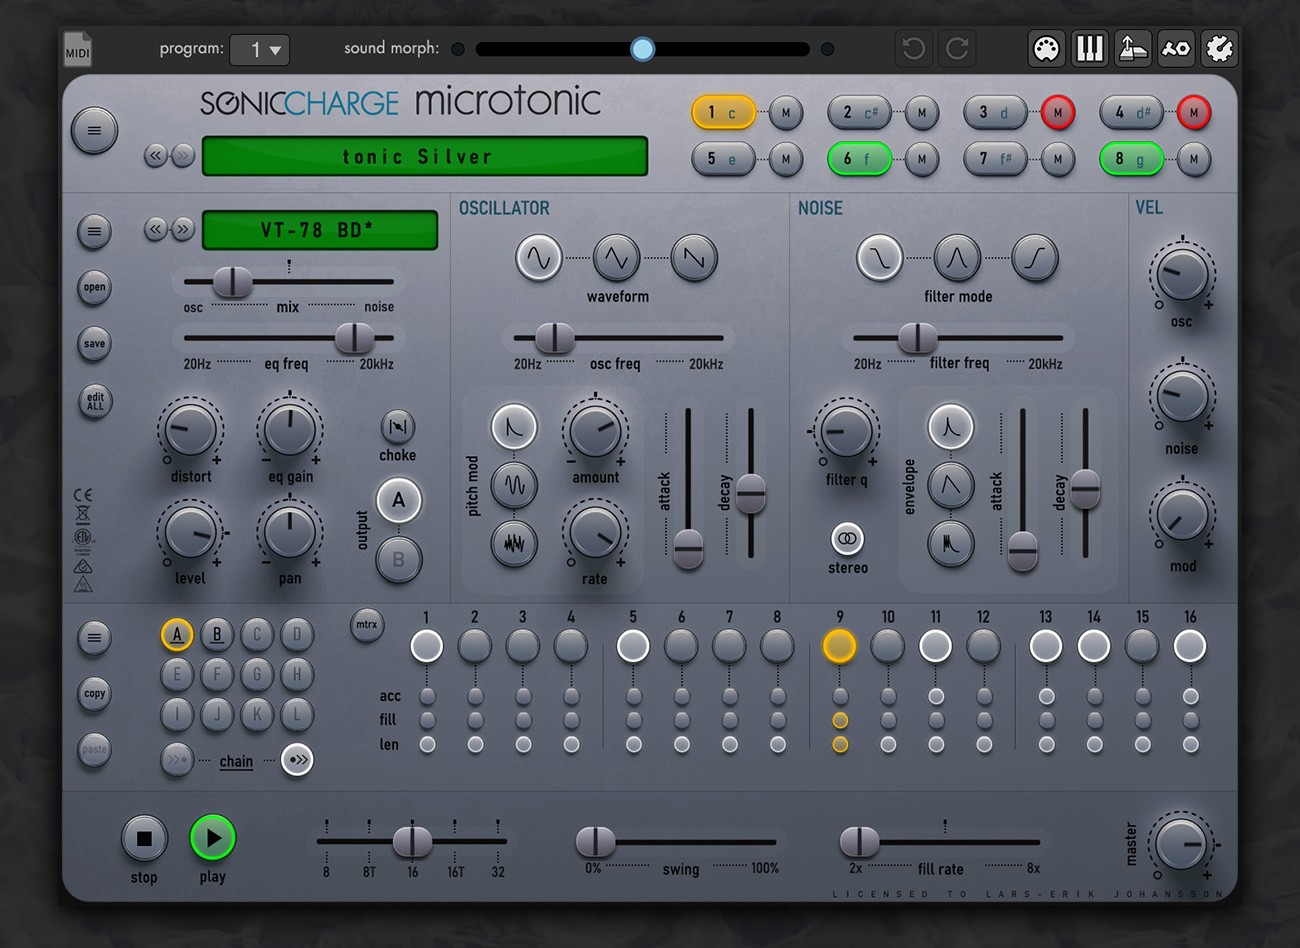 MIDI
program: 1
sound morph:
SONICCHARGE microtonic
1 c M 2 c# M 3 d M 4 d# M
tonic Silver
5 e M 6 f M 7 f# M 8 g M
VT-78 BD*
OSCILLATOR
NOISE
VEL
osc mix noise
waveform
filter mode
osc
open
save
edit
ALL
20Hz eq freq 20kHz
20Hz osc freq 20kHz
20Hz filter freq 20kHz
distort eq gain
choke
pitch mod
amount
attack
decay
filter q
envelope
attack
decay
noise
CE
output
A
B
level pan
rate
stereo
mod
mtrx
1 2 3 4 5 6 7 8 9 10 11 12 13 14 15 16
A B C D
E F G H
I J K L
copy
paste
acc
fill
len
chain
stop
play
8 8T 16 16T 32
0% swing 100%
2x fill rate 8x
master
LICENSED TO LARS-ERIK JOHANSSON